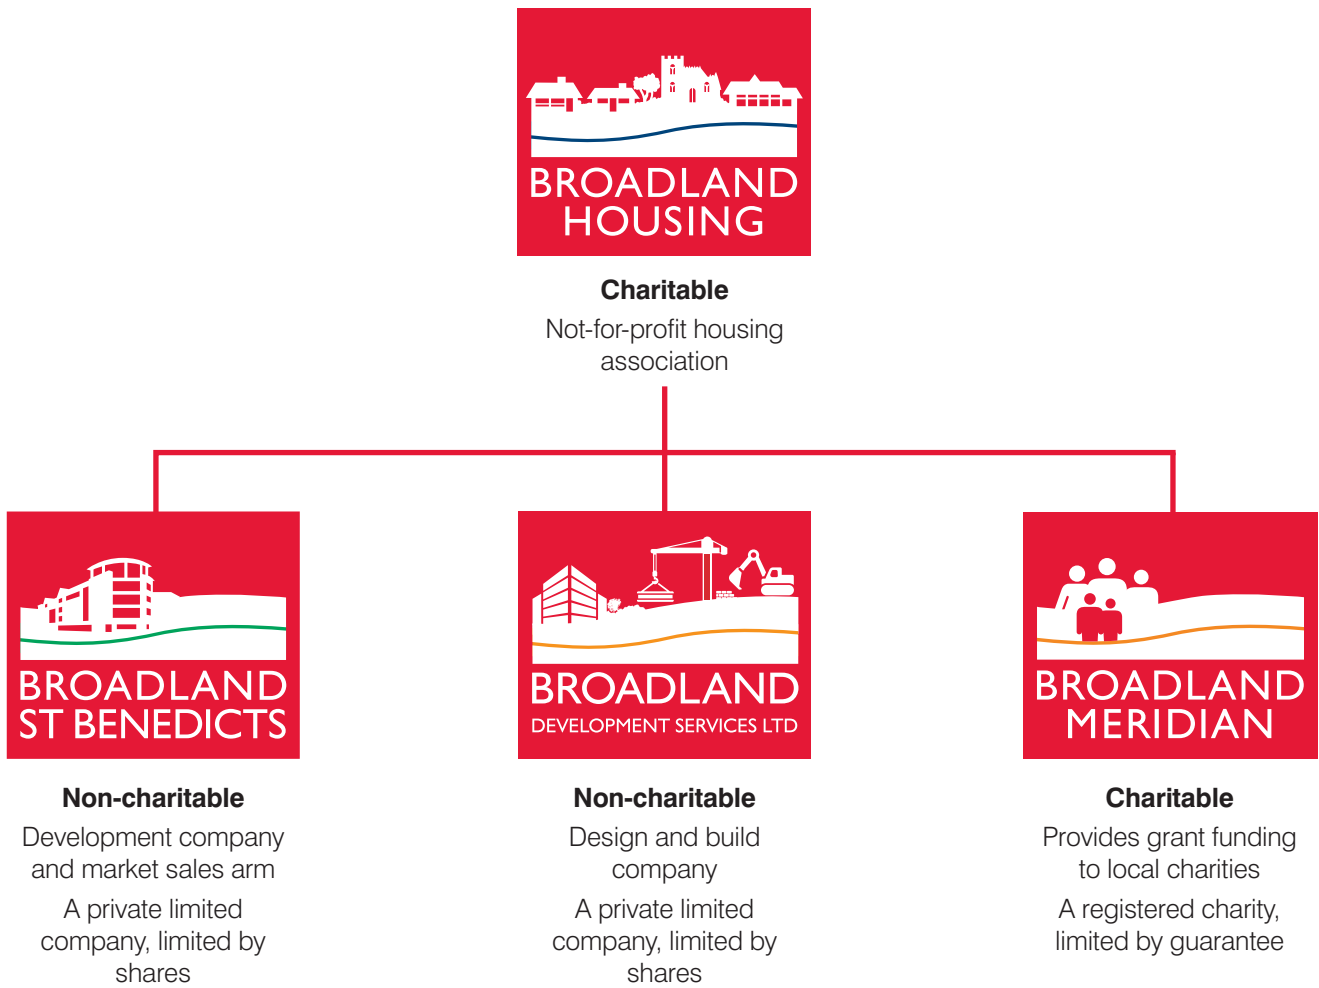 BROADLAND
HOUSING
Charitable
Not-for-profit housing
association
BROADLAND
ST BENEDICTS
Non-charitable
Development company
and market sales arm
A private limited
company, limited by
shares
BROADLAND
DEVELOPMENT SERVICES LTD
Non-charitable
Design and build
company
A private limited
company, limited by
shares
BROADLAND
MERIDIAN
Charitable
Provides grant funding
to local charities
A registered charity,
limited by guarantee